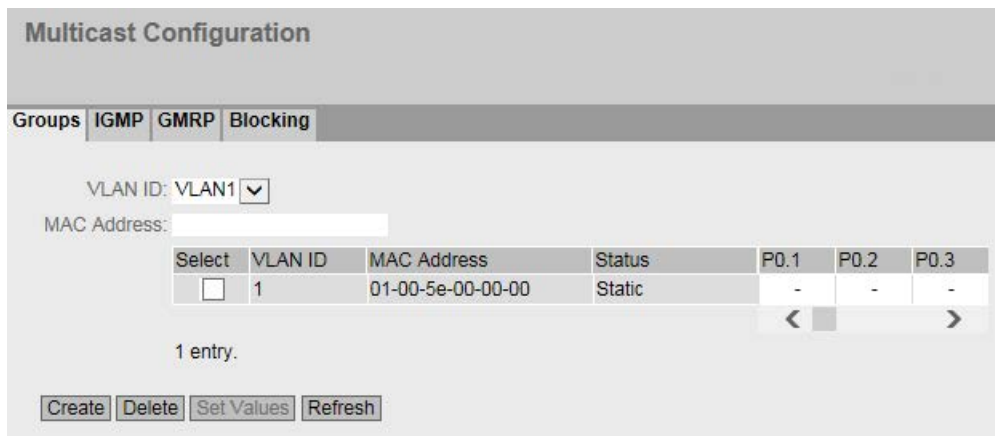 Multicast Configuration
Groups IGMP GMRP Blocking
VLAN ID: VLAN1
MAC Address:
Select VLAN ID MAC Address Status P0.1 P0.2 P0.3
1 01-00-5e-00-00-00 Static - - -
1 entry.
Create Delete Set Values Refresh